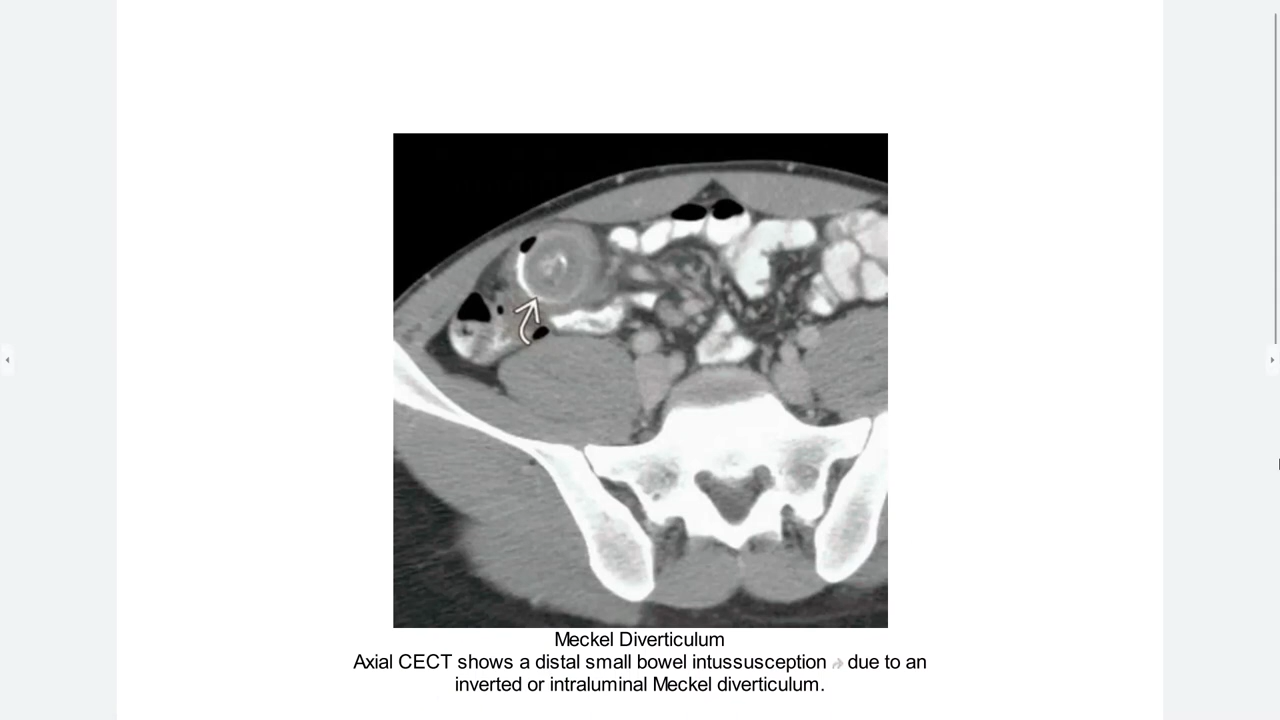 Meckel Diverticulum
Axial CECT shows a distal small bowel intussusception due to an
inverted or intraluminal Meckel diverticulum.